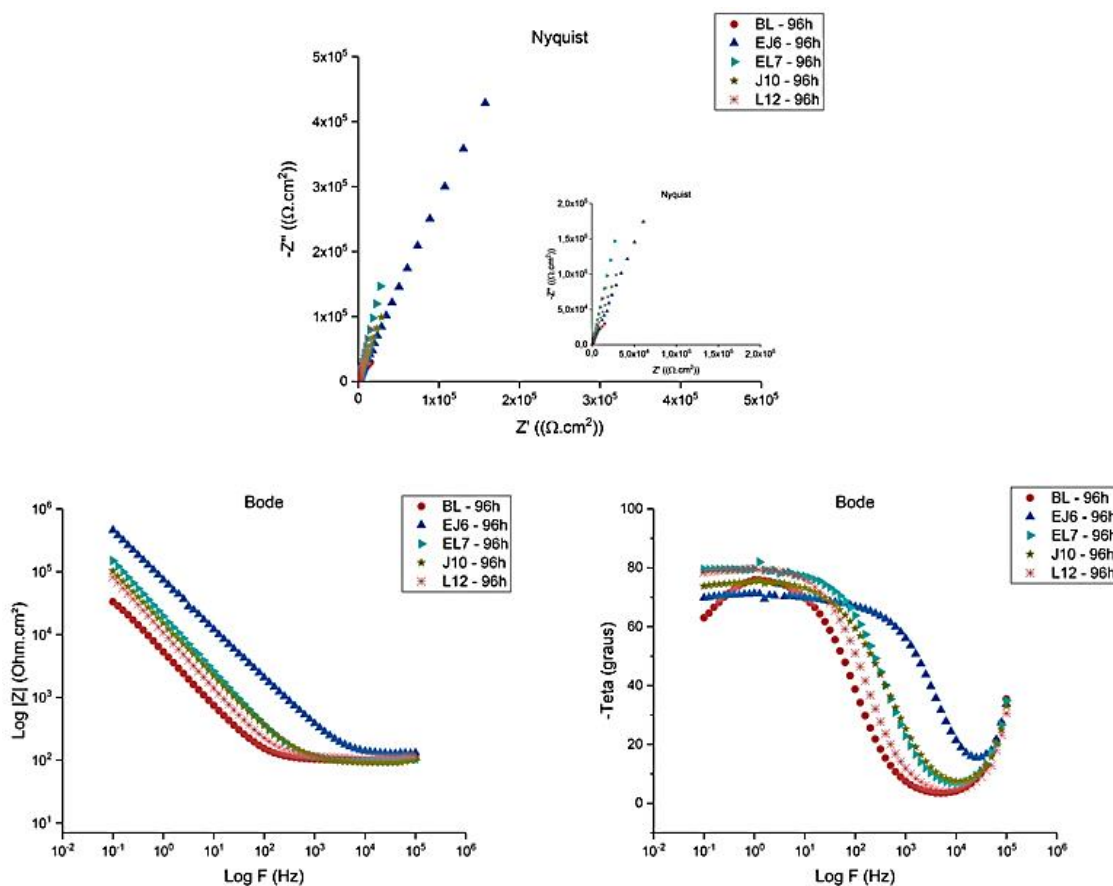 Nyquist
BL - 96h
EJ6 - 96h
EL7 - 96h
J10 - 96h
L12 - 96h
5x10⁵
4x10⁵
3x10⁵
2x10⁵
1x10⁵
0
-Z'' ((Ω.cm²))
0
1x10⁵
2x10⁵
3x10⁵
4x10⁵
5x10⁵
Z' ((Ω.cm²))
Nyquist
2,0x10⁵
1,5x10⁵
1,0x10⁵
5,0x10⁴
0,0
-Z'' ((Ω.cm²))
0,0
5,0x10⁴
1,0x10⁵
1,5x10⁵
2,0x10⁵
Z' ((Ω.cm²))
Bode
BL - 96h
EJ6 - 96h
EL7 - 96h
J10 - 96h
L12 - 96h
10⁶
10⁵
10⁴
10³
10²
10¹
Log |Z| (Ohm.cm²)
10⁻²
10⁻¹
10⁰
10¹
10²
10³
10⁴
10⁵
10⁶
Log F (Hz)
Bode
BL - 96h
EJ6 - 96h
EL7 - 96h
J10 - 96h
L12 - 96h
100
80
60
40
20
0
-Teta (graus)
10⁻²
10⁻¹
10⁰
10¹
10²
10³
10⁴
10⁵
10⁶
Log F (Hz)